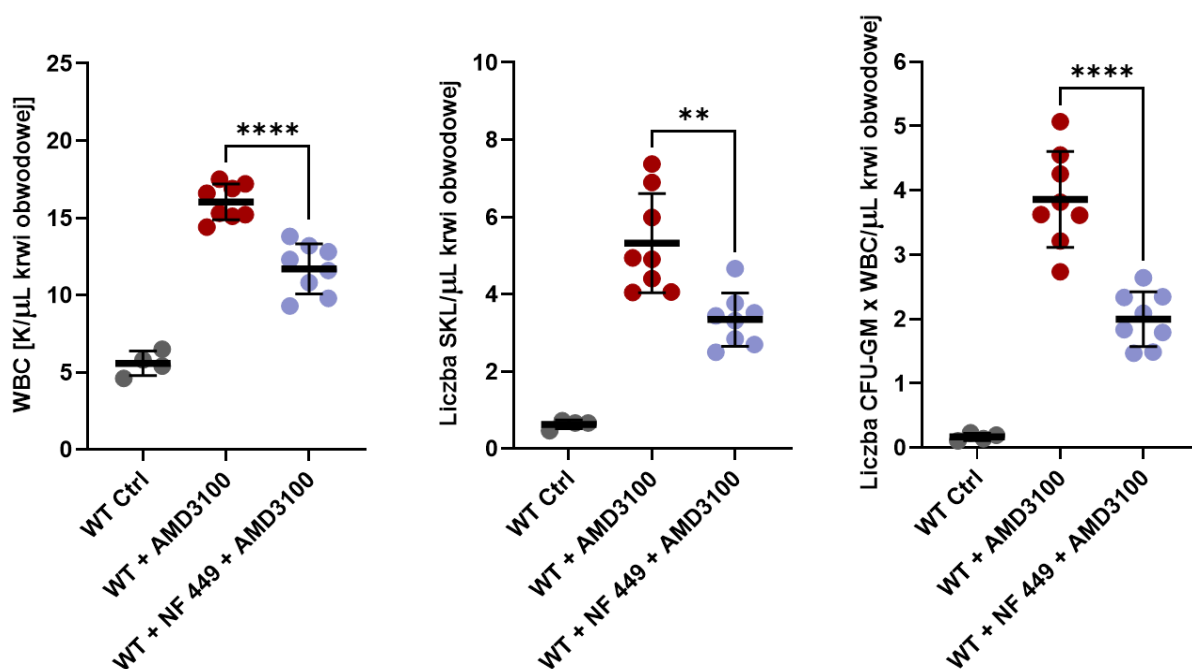 WBC [K/μL krwi obwodowej]
25
20
15
10
5
0
****
WT Ctrl
WT + AMD3100
WT + NF 449 + AMD3100
Liczba SKL/μL krwi obwodowej
10
8
6
4
2
0
**
WT Ctrl
WT + AMD3100
WT + NF 449 + AMD3100
Liczba CFU-GM x WBC/μL krwi obwodowej
6
5
4
3
2
1
0
****
WT Ctrl
WT + AMD3100
WT + NF 449 + AMD3100